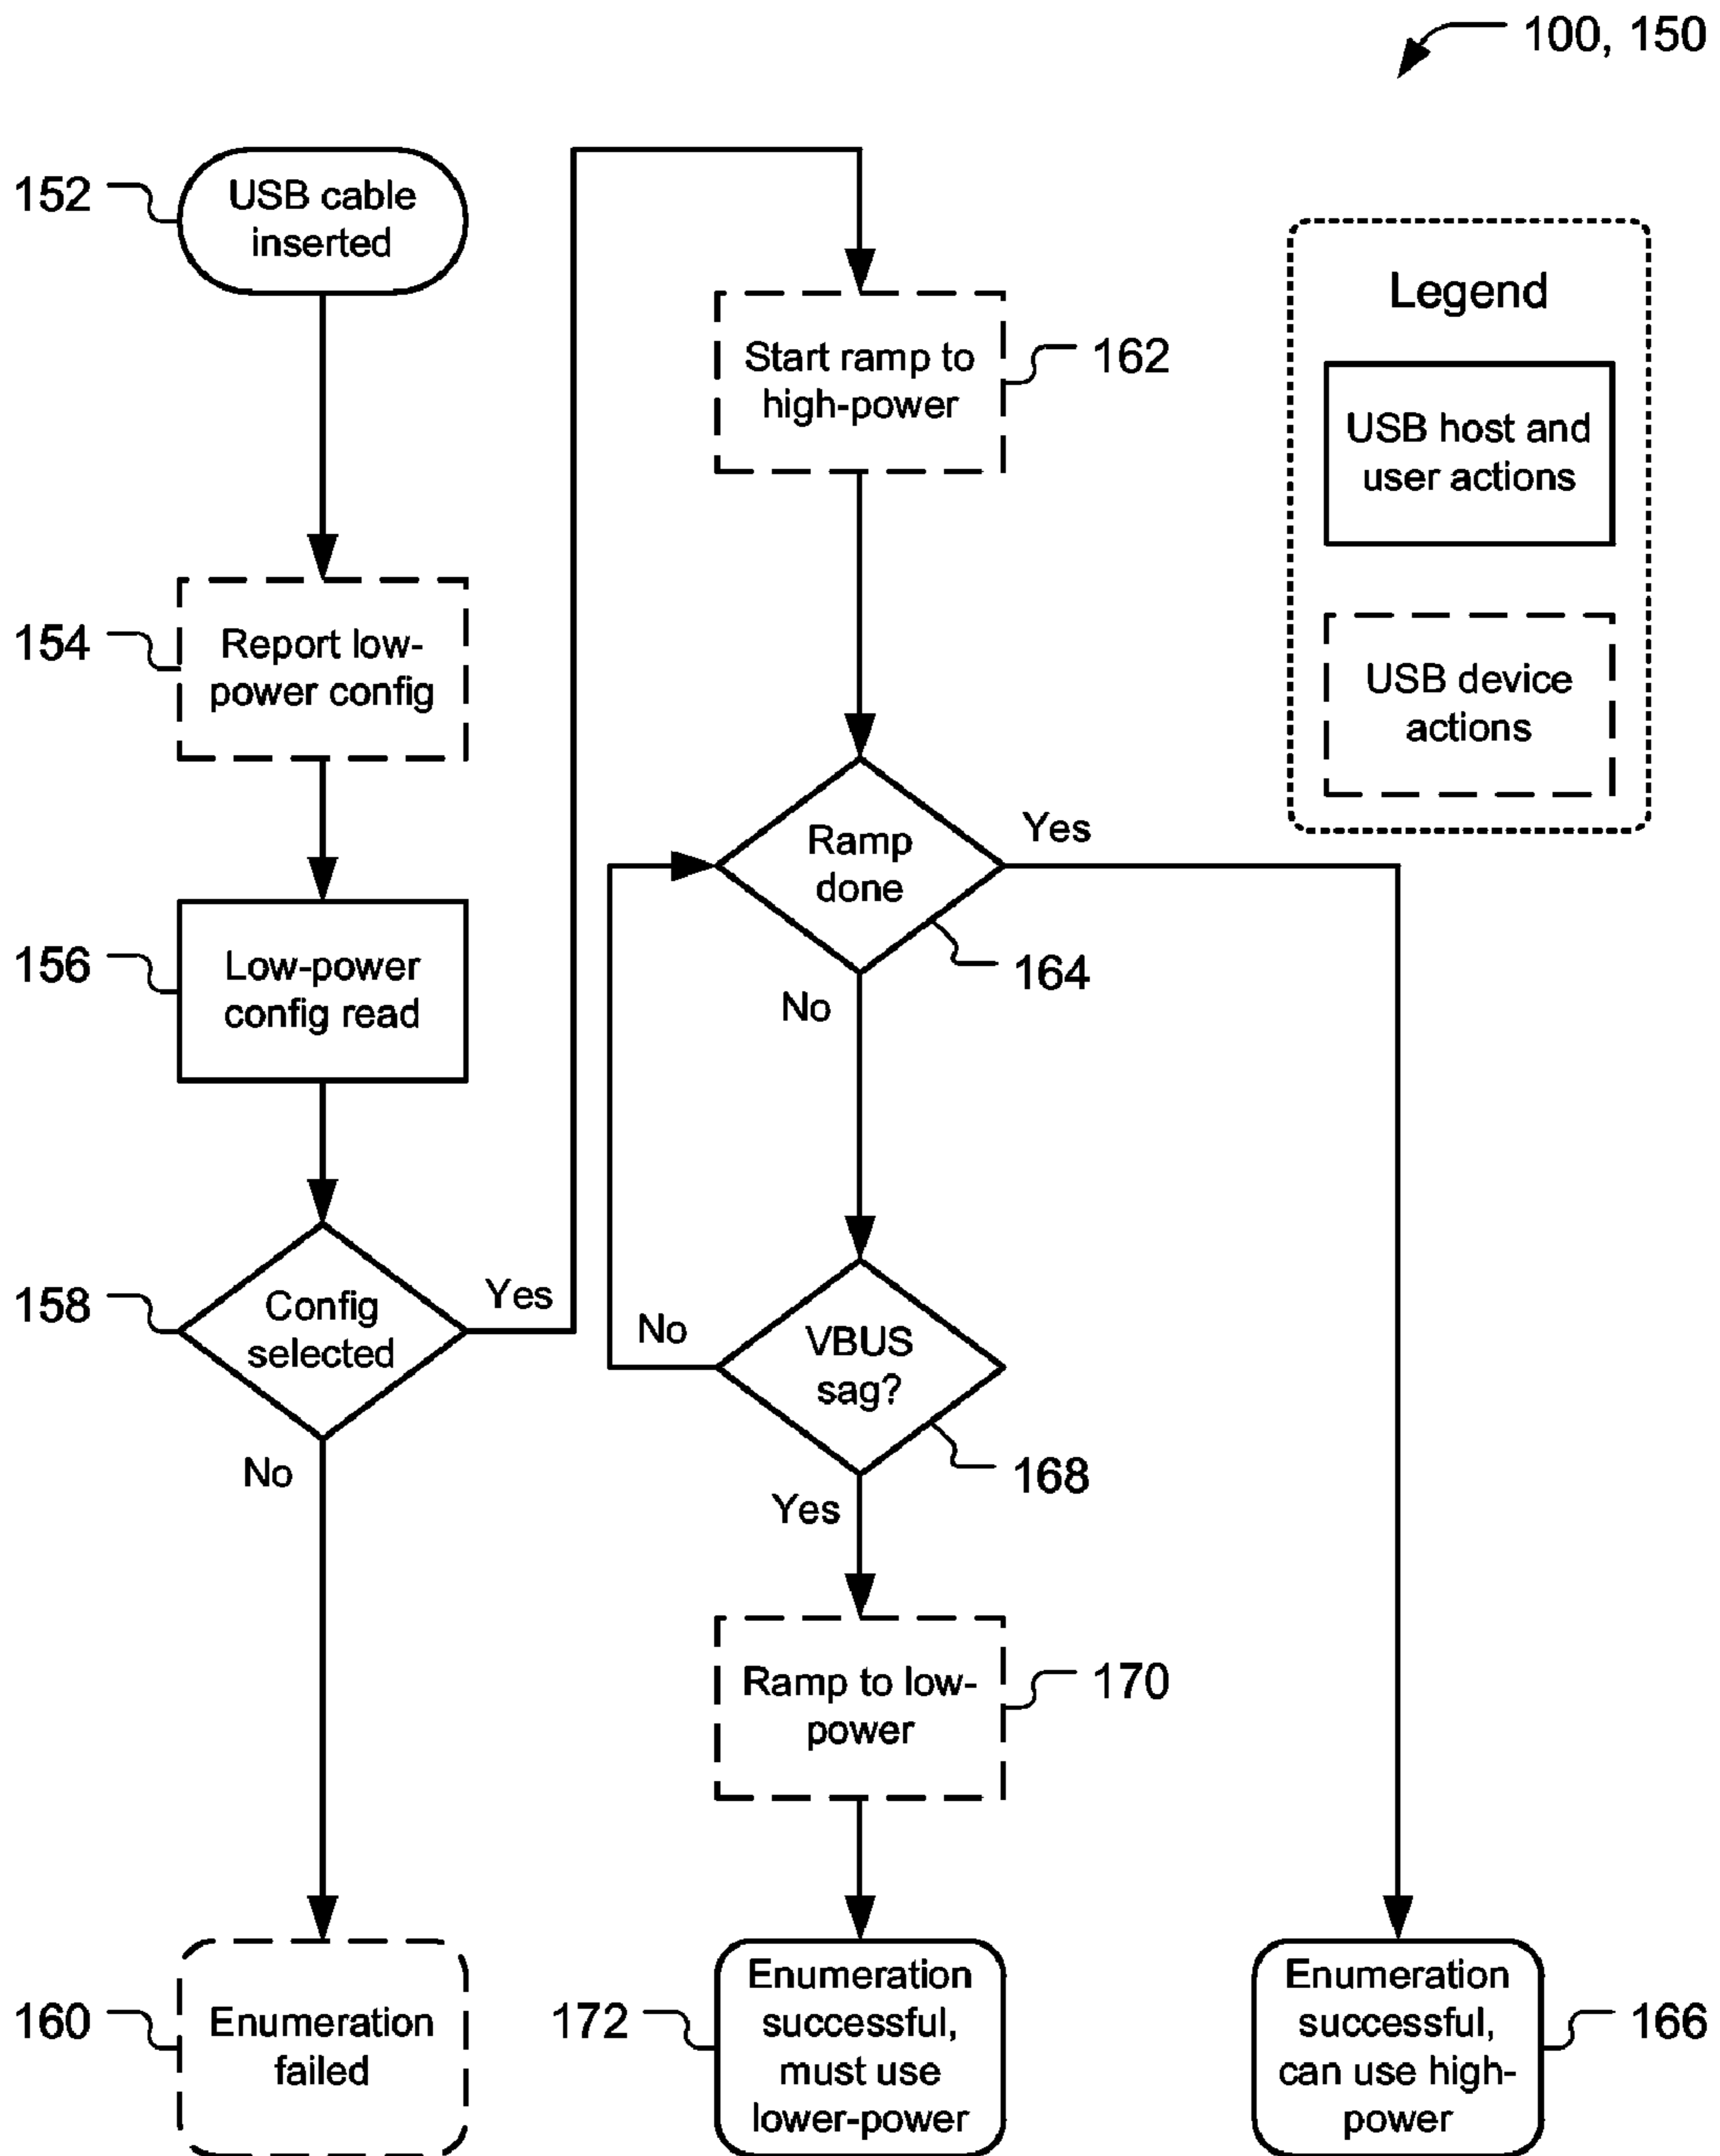 100, 150
152
USB cable
inserted
154
Report low-
power config
156
Low-power
config read
158
Config
selected
Yes
No
160
Enumeration
failed
Start ramp to
high-power
162
Ramp
done
Yes
164
No
VBUS
sag?
No
168
Yes
Ramp to low-
power
170
172
Enumeration
successful,
must use
lower-power
Enumeration
successful,
can use high-
power
166
Legend
USB host and
user actions
USB device
actions